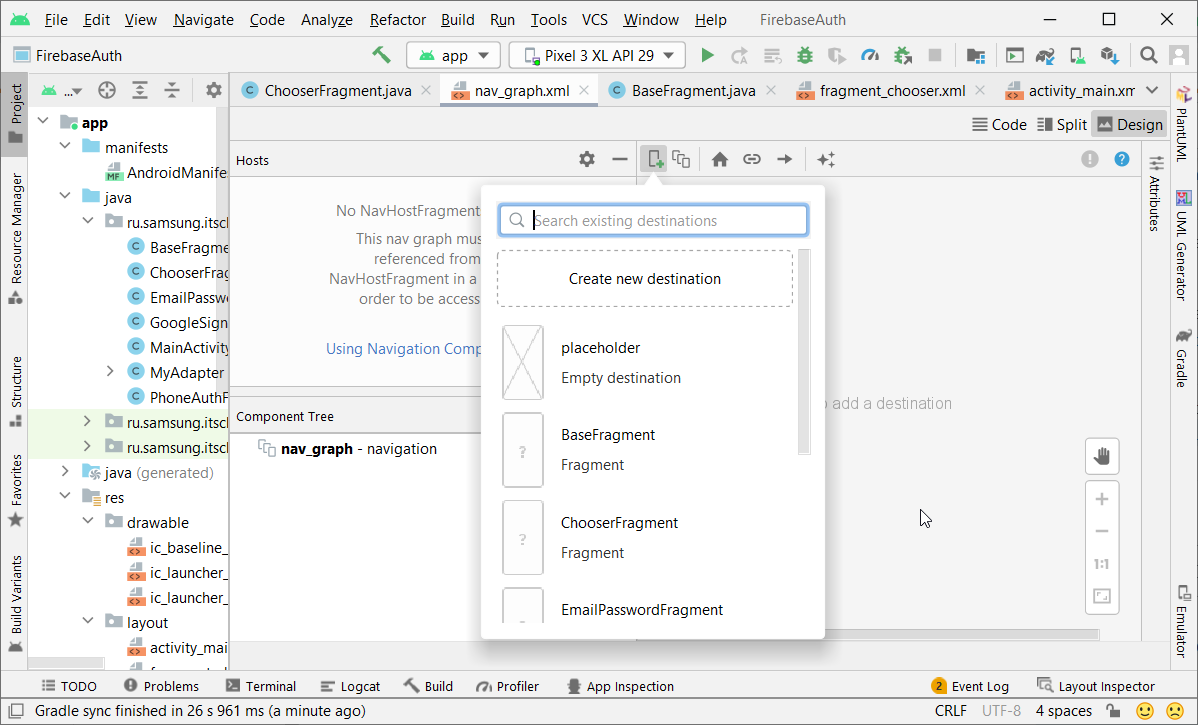 File Edit View Navigate Code Analyze Refactor Build Run Tools VCS Window Help FirebaseAuth
FirebaseAuth app Pixel 3 XL API 29
Project
Resource Manager
Structure
Favorites
Build Variants
...
ChooserFragment.java nav_graph.xml BaseFragment.java fragment_chooser.xml activity_main.xm
Code Split Design
app
manifests
AndroidManife
java
ru.samsung.itscl
BaseFragme
ChooserFrag
EmailPassw
GoogleSign
MainActivity
MyAdapter
PhoneAuthF
ru.samsung.itscl
ru.samsung.itscl
java (generated)
res
drawable
ic_baseline_
ic_launcher_
ic_launcher_
layout
activity_mai
Hosts
No NavHostFragment
This nav graph mus
referenced from
NavHostFragment in a
order to be access
Using Navigation Comp
Component Tree
nav_graph - navigation
Search existing destinations
Create new destination
placeholder
Empty destination
? BaseFragment
Fragment
? ChooserFragment
Fragment
EmailPasswordFragment
add a destination
1:1
Attributes
PlantUML
UML Generator
Gradle
Emulator
TODO Problems Terminal Logcat Build Profiler App Inspection 2 Event Log Layout Inspector
Gradle sync finished in 26 s 961 ms (a minute ago) CRLF UTF-8 4 spaces